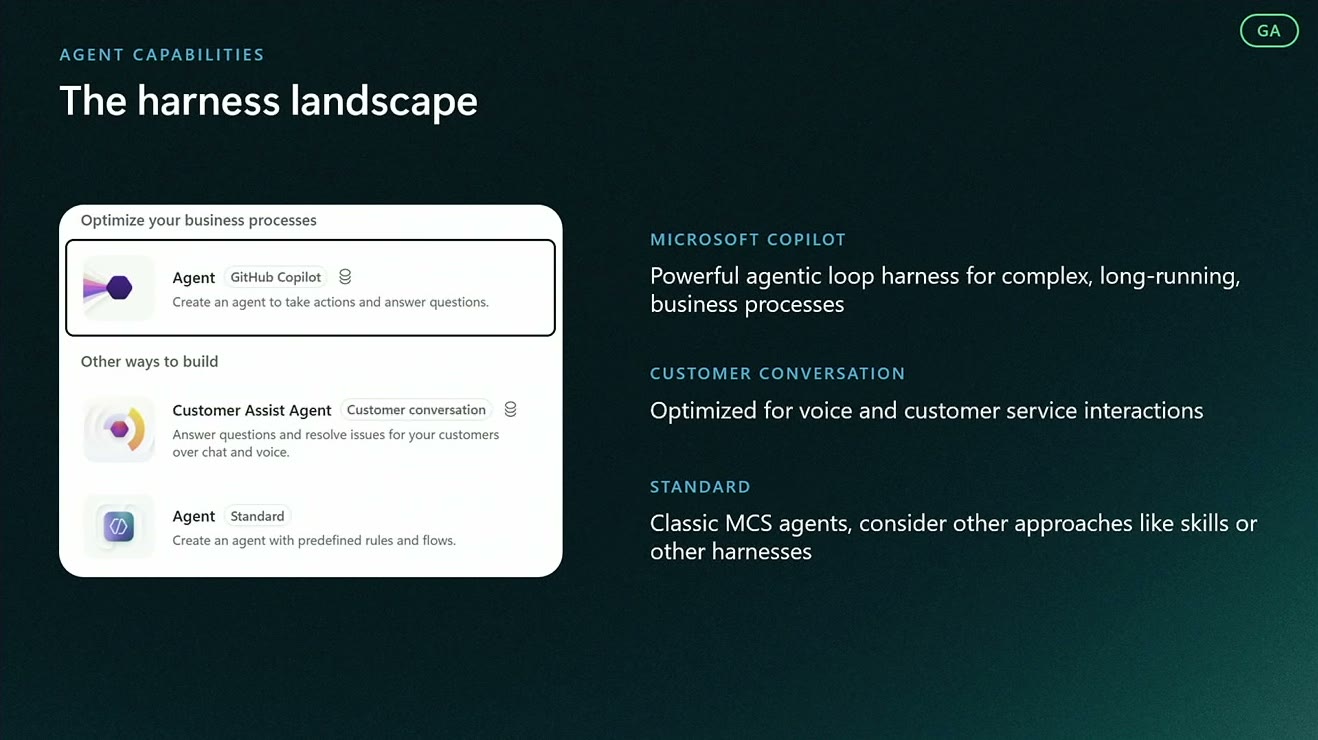 GA
AGENT CAPABILITIES
The harness landscape
Optimize your business processes
Agent GitHub Copilot
Create an agent to take actions and answer questions.
Other ways to build
Customer Assist Agent Customer conversation
Answer questions and resolve issues for your customers
over chat and voice.
Agent Standard
Create an agent with predefined rules and flows.
MICROSOFT COPILOT
Powerful agentic loop harness for complex, long-running,
business processes
CUSTOMER CONVERSATION
Optimized for voice and customer service interactions
STANDARD
Classic MCS agents, consider other approaches like skills or
other harnesses